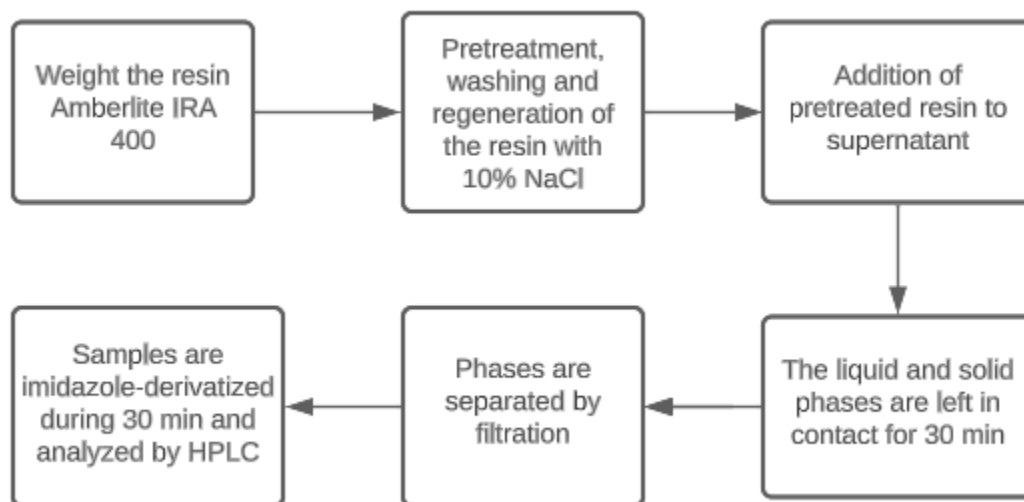 Weight the resin
Amberlite IRA
400
Pretreatment,
washing and
regeneration of
the resin with
10% NaCl
Addition of
pretreated resin to
supernatant
The liquid and solid
phases are left in
contact for 30 min
Phases are
separated by
filtration
Samples are
imidazole-derivatized
during 30 min and
analyzed by HPLC